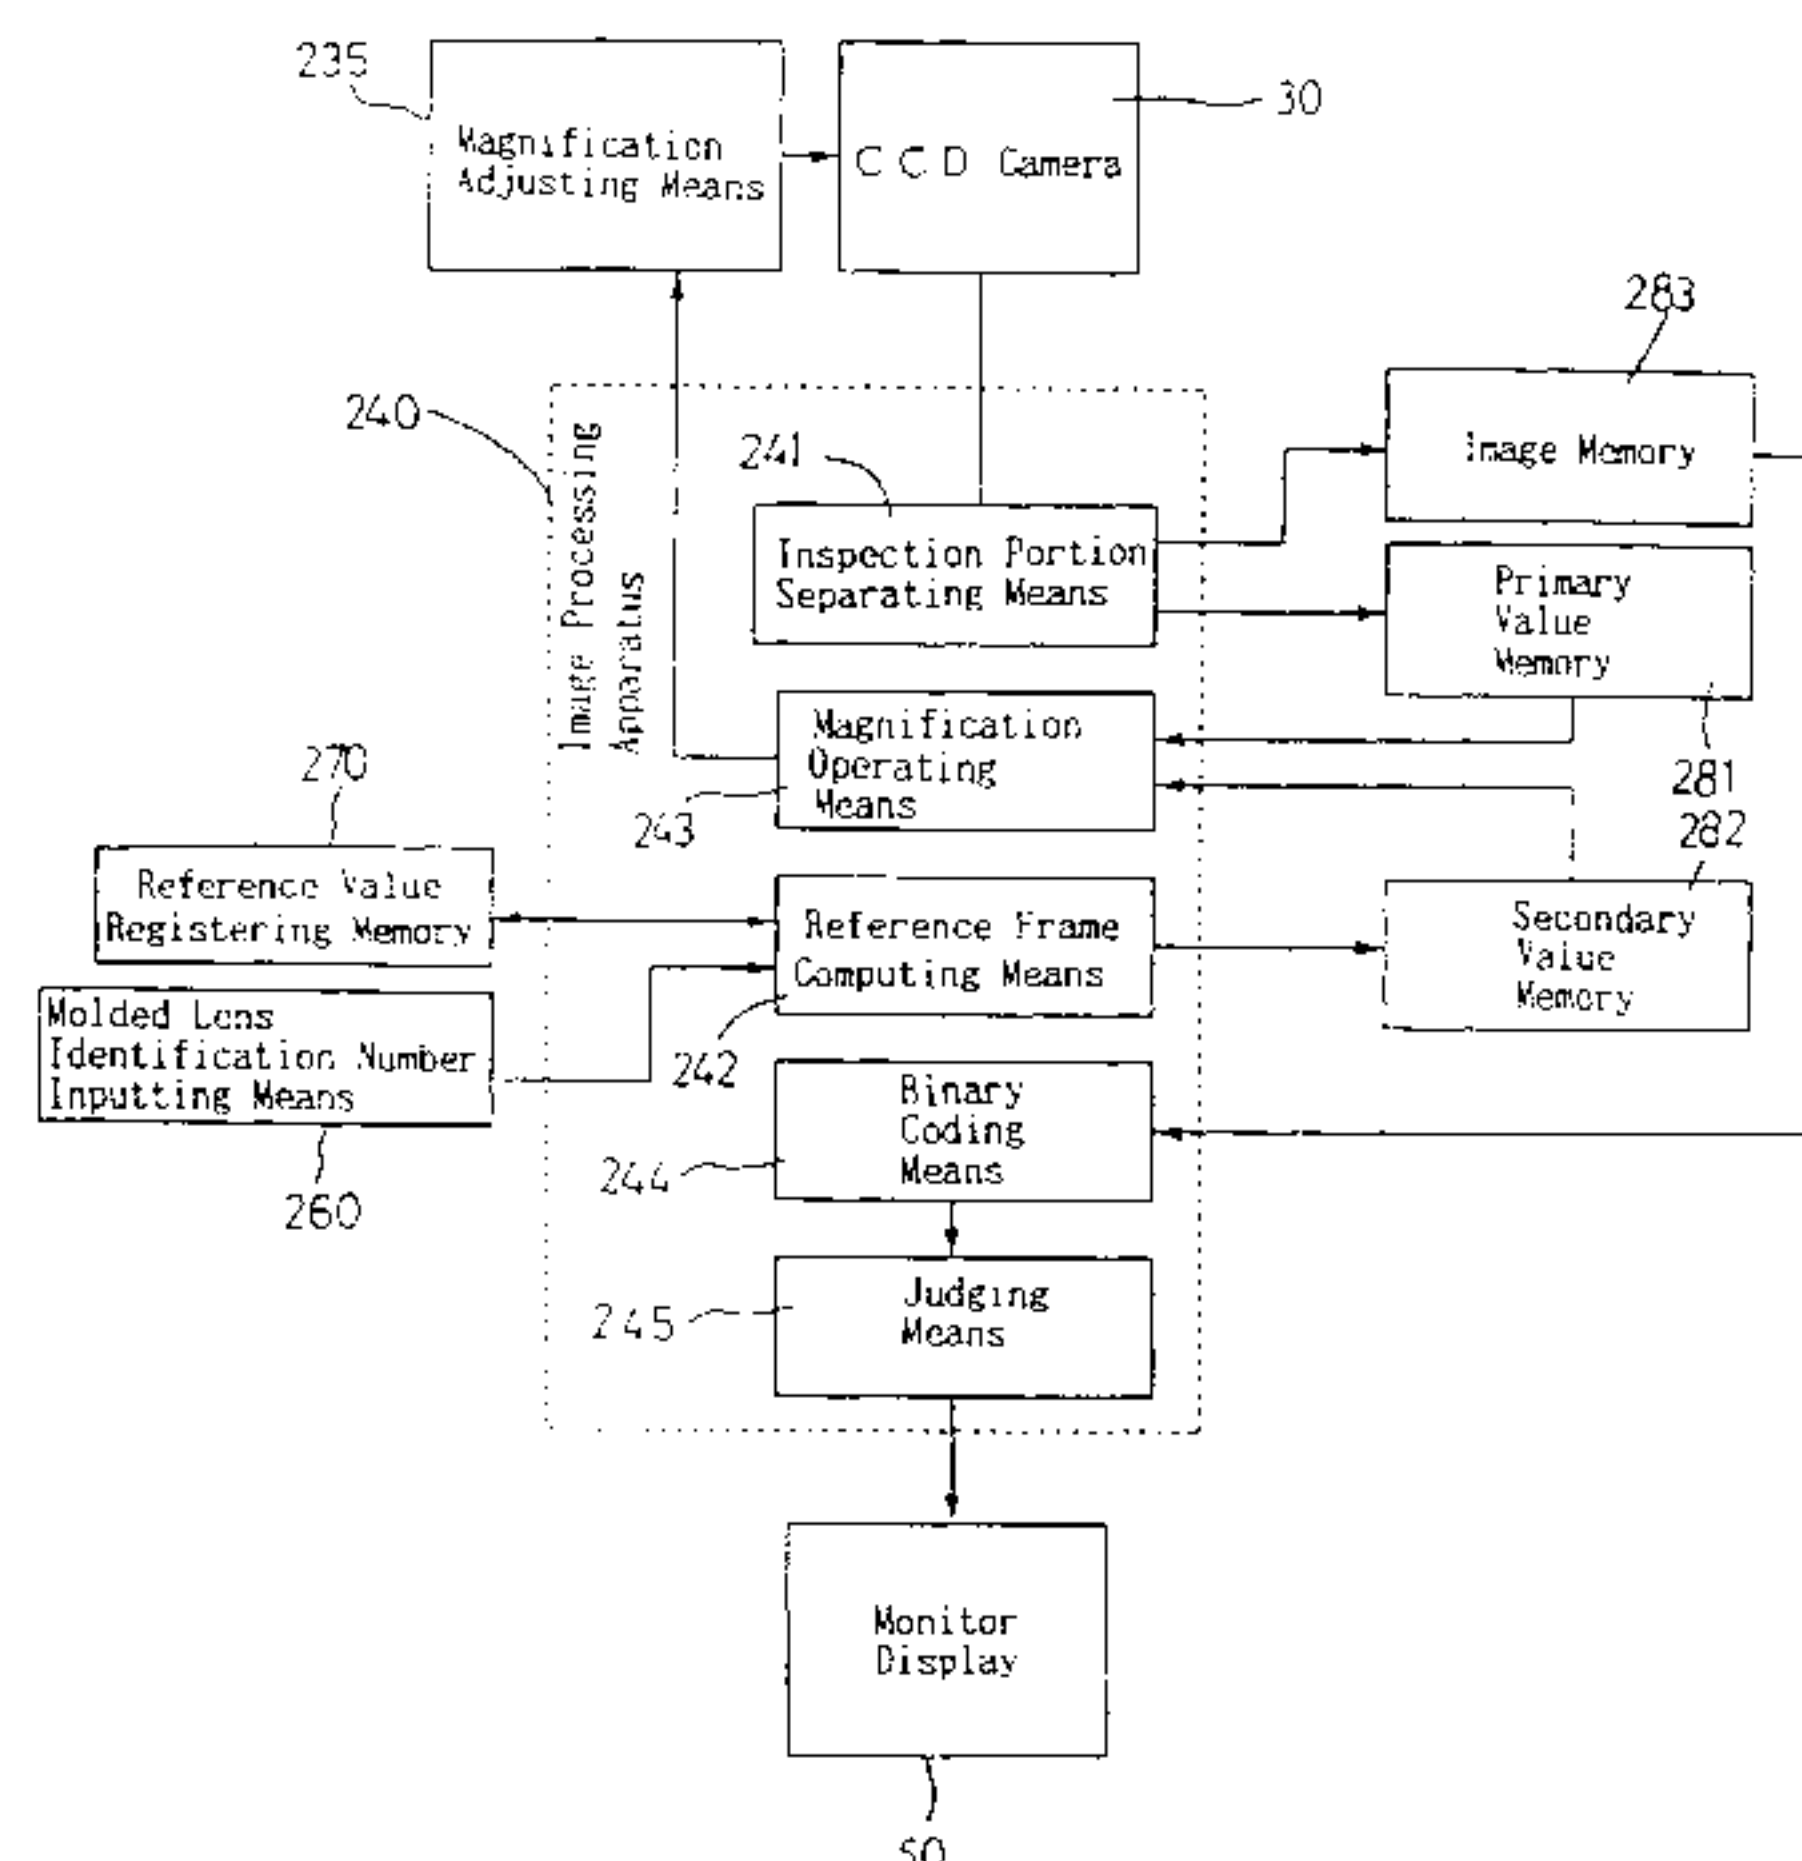 235
Magnification
Adjusting Means
CCD Camera
30
283
Image Memory
240
Image Processing
Apparatus
241
Inspection Portion
Separating Means
Primary
Value
Memory
281
Magnification
Operating
Means
243
282
270
Reference Value
Registering Memory
Reference Frame
Computing Means
242
Secondary
Value
Memory
Molded Lens
Identification Number
Inputting Means
260
Binary
Coding
Means
244
Judging
Means
245
Monitor
Display
50